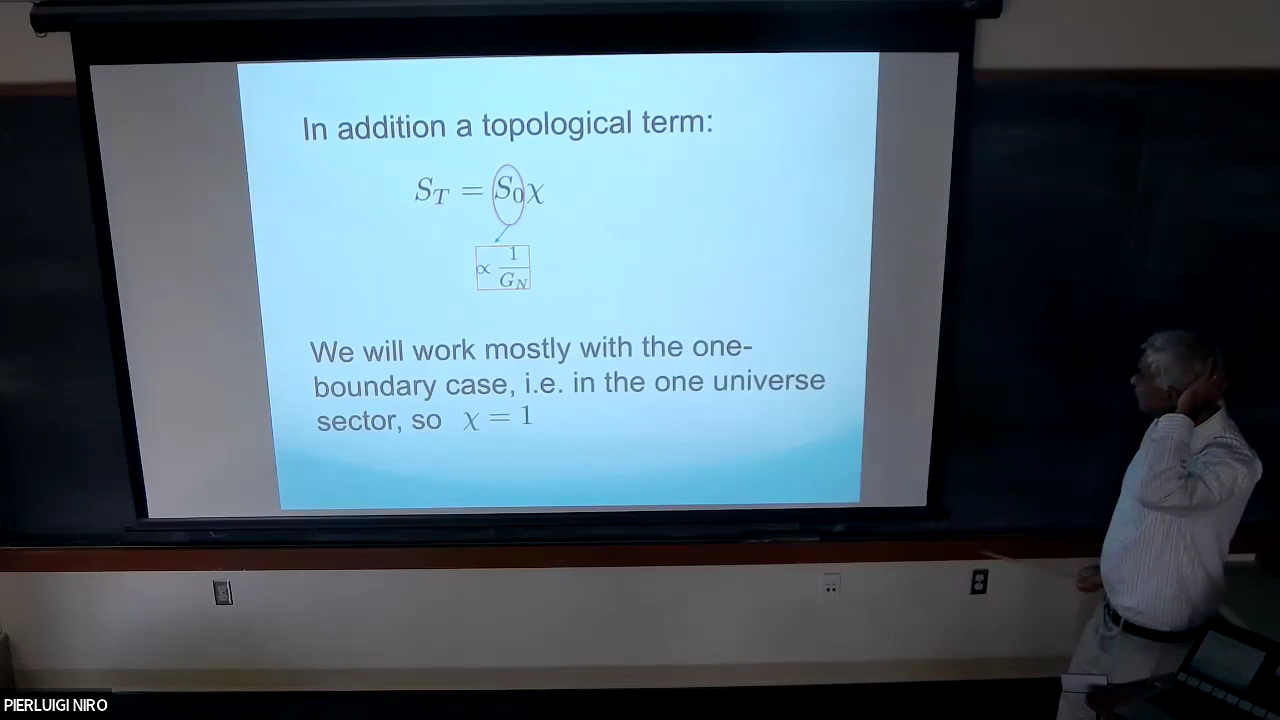 In addition a topological term:
S_T = S_0 χ
∝ 1/G_N
We will work mostly with the one-
boundary case, i.e. in the one universe
sector, so χ = 1
PIERLUIGI NIRO